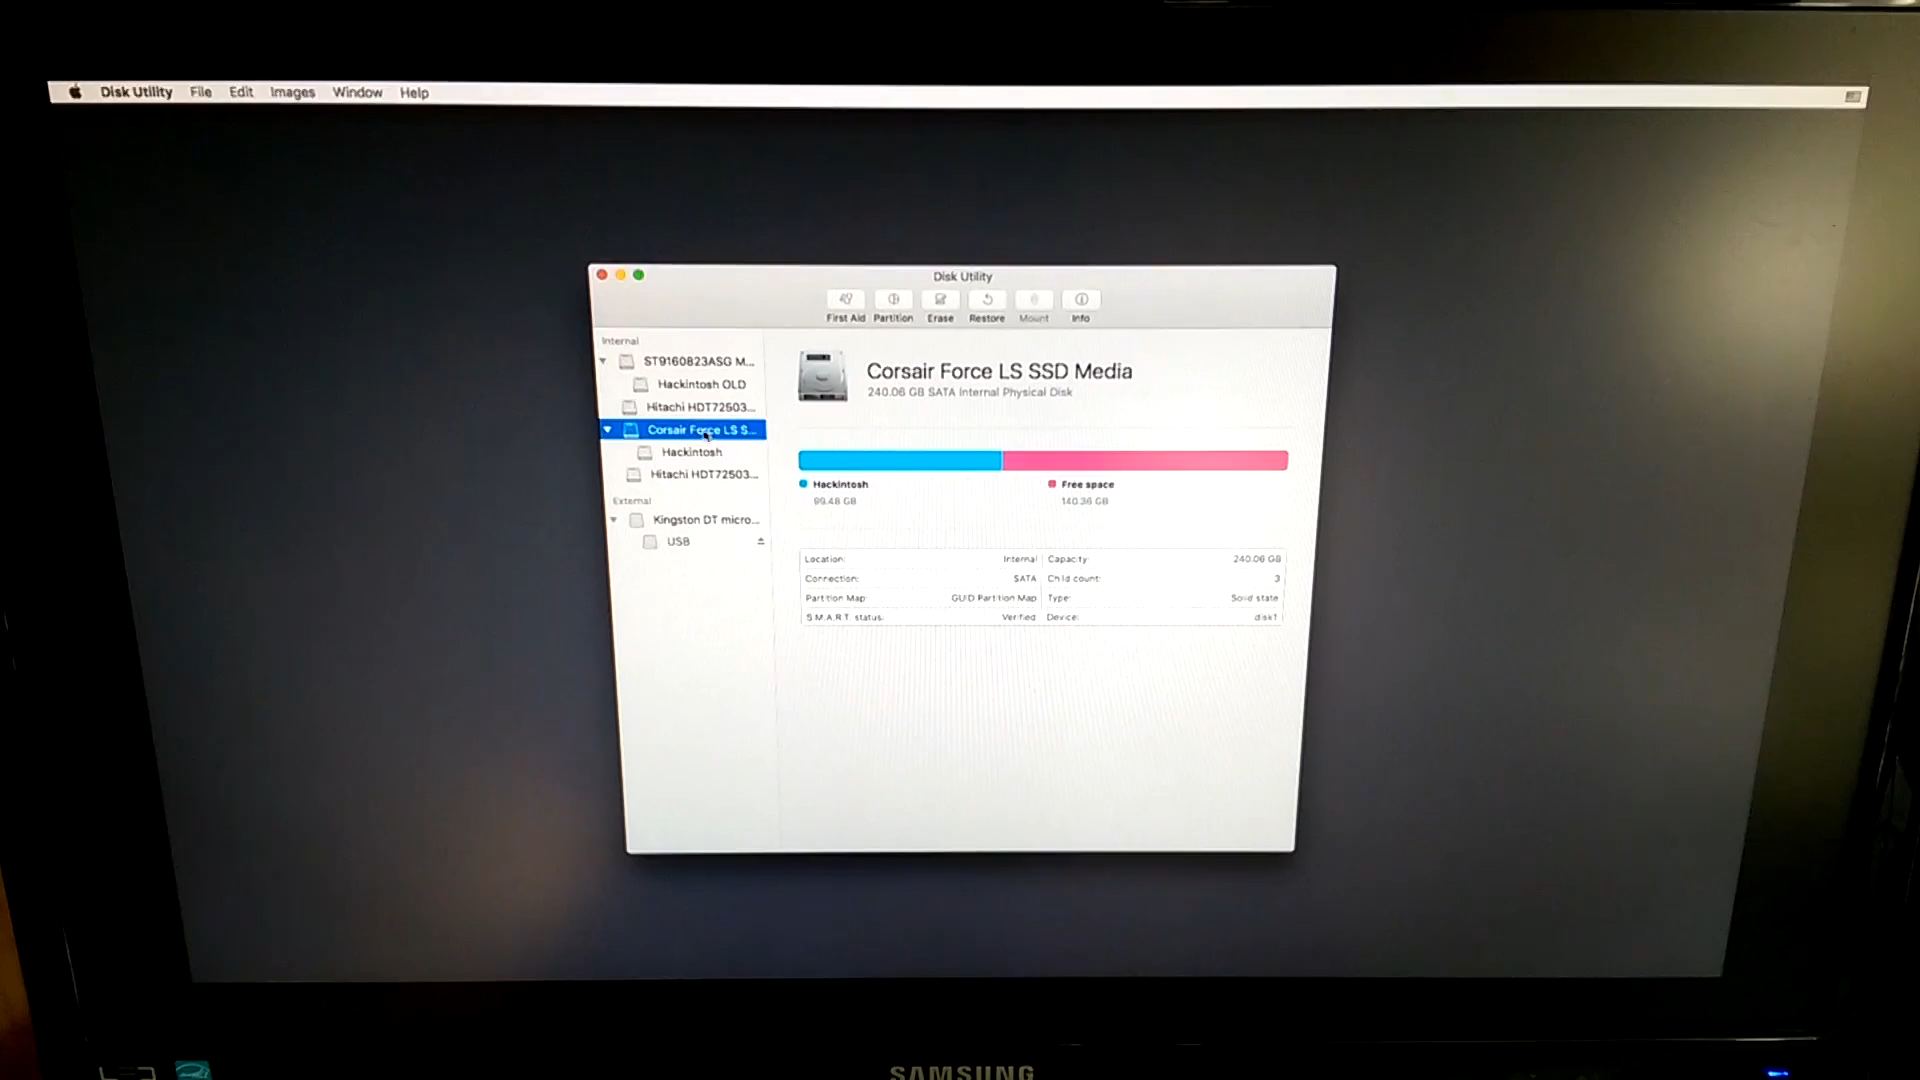 Disk Utility File Edit Images Window Help
Disk Utility
First Aid Partition Erase Restore Mount Info
Internal
ST9160823ASG M...
Hackintosh OLD
Hitachi HDT72503...
Corsair Force LS S...
Hackintosh
Hitachi HDT72503...
External
Kingston DT micro...
USB
Corsair Force LS SSD Media
240.06 GB SATA Internal Physical Disk
Hackintosh Free space
99.48 GB 140.36 GB
Location: Internal Capacity: 240.06 GB
Connection: SATA Child count: 3
Partition Map: GUID Partition Map Type: Solid state
S.M.A.R.T. status: Verified Device: disk1
SAMSUNG